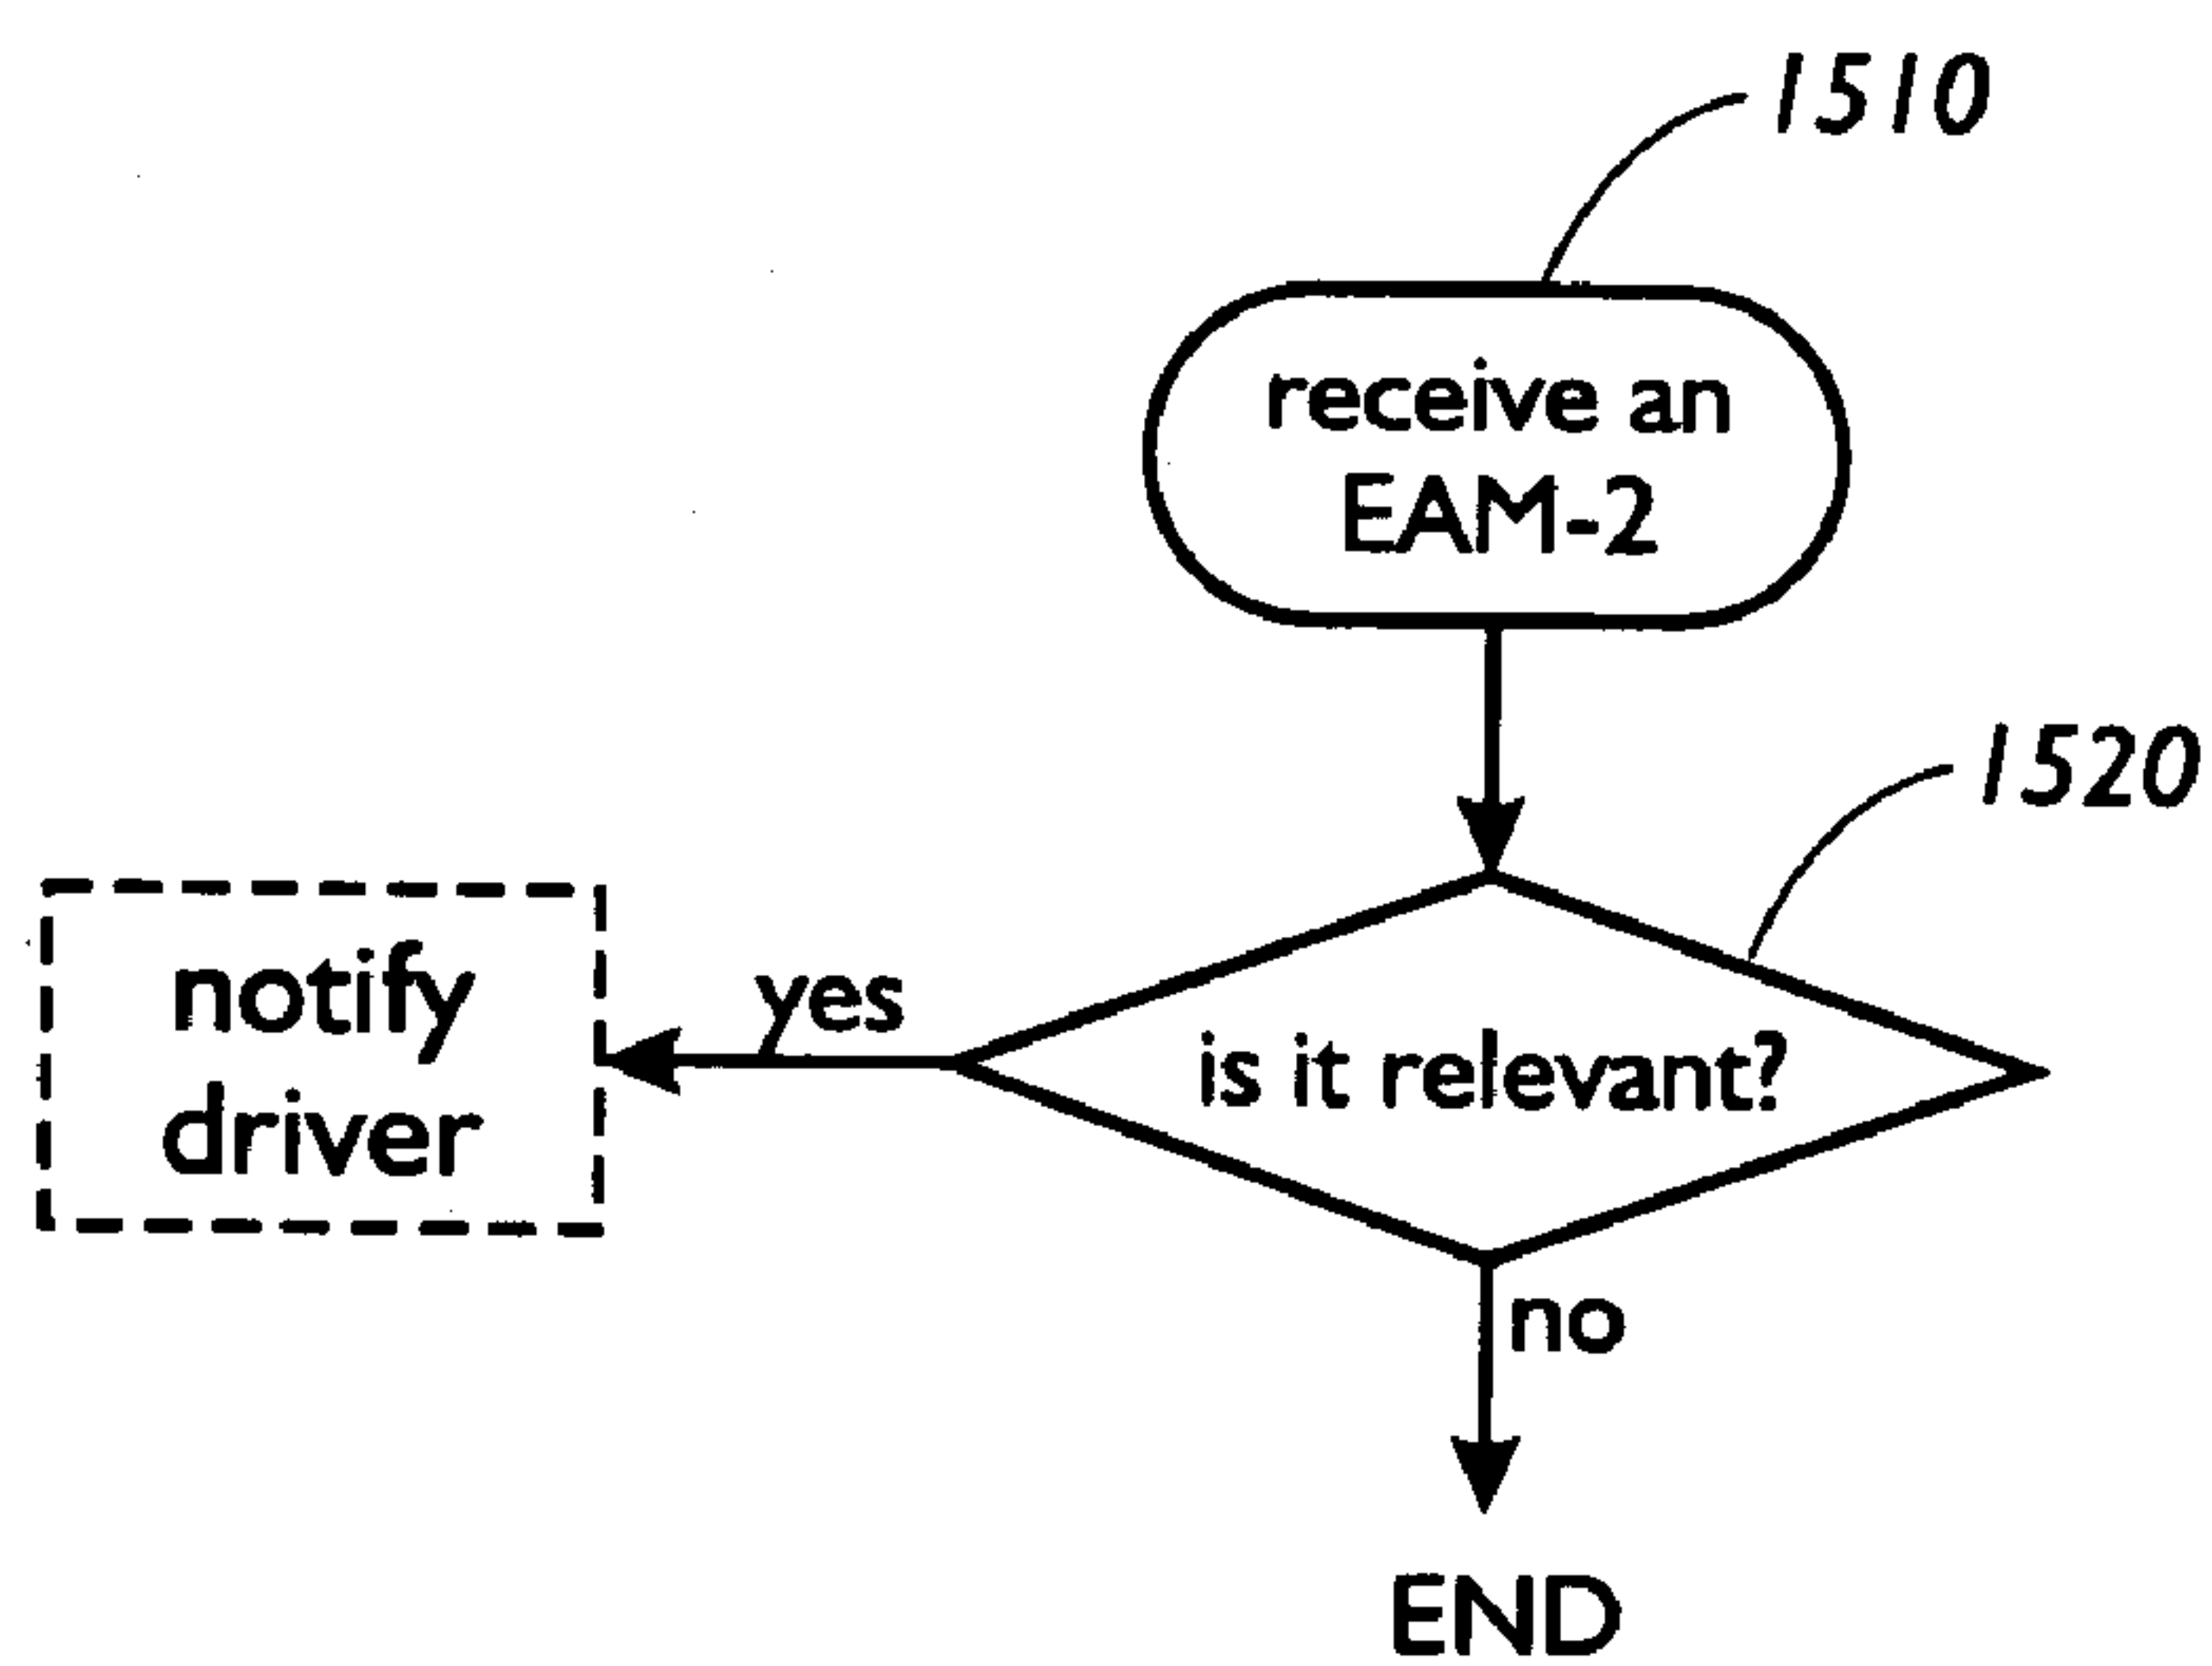 1510
receive an
EAM-2
1520
is it relevant?
yes
notify
driver
no
END